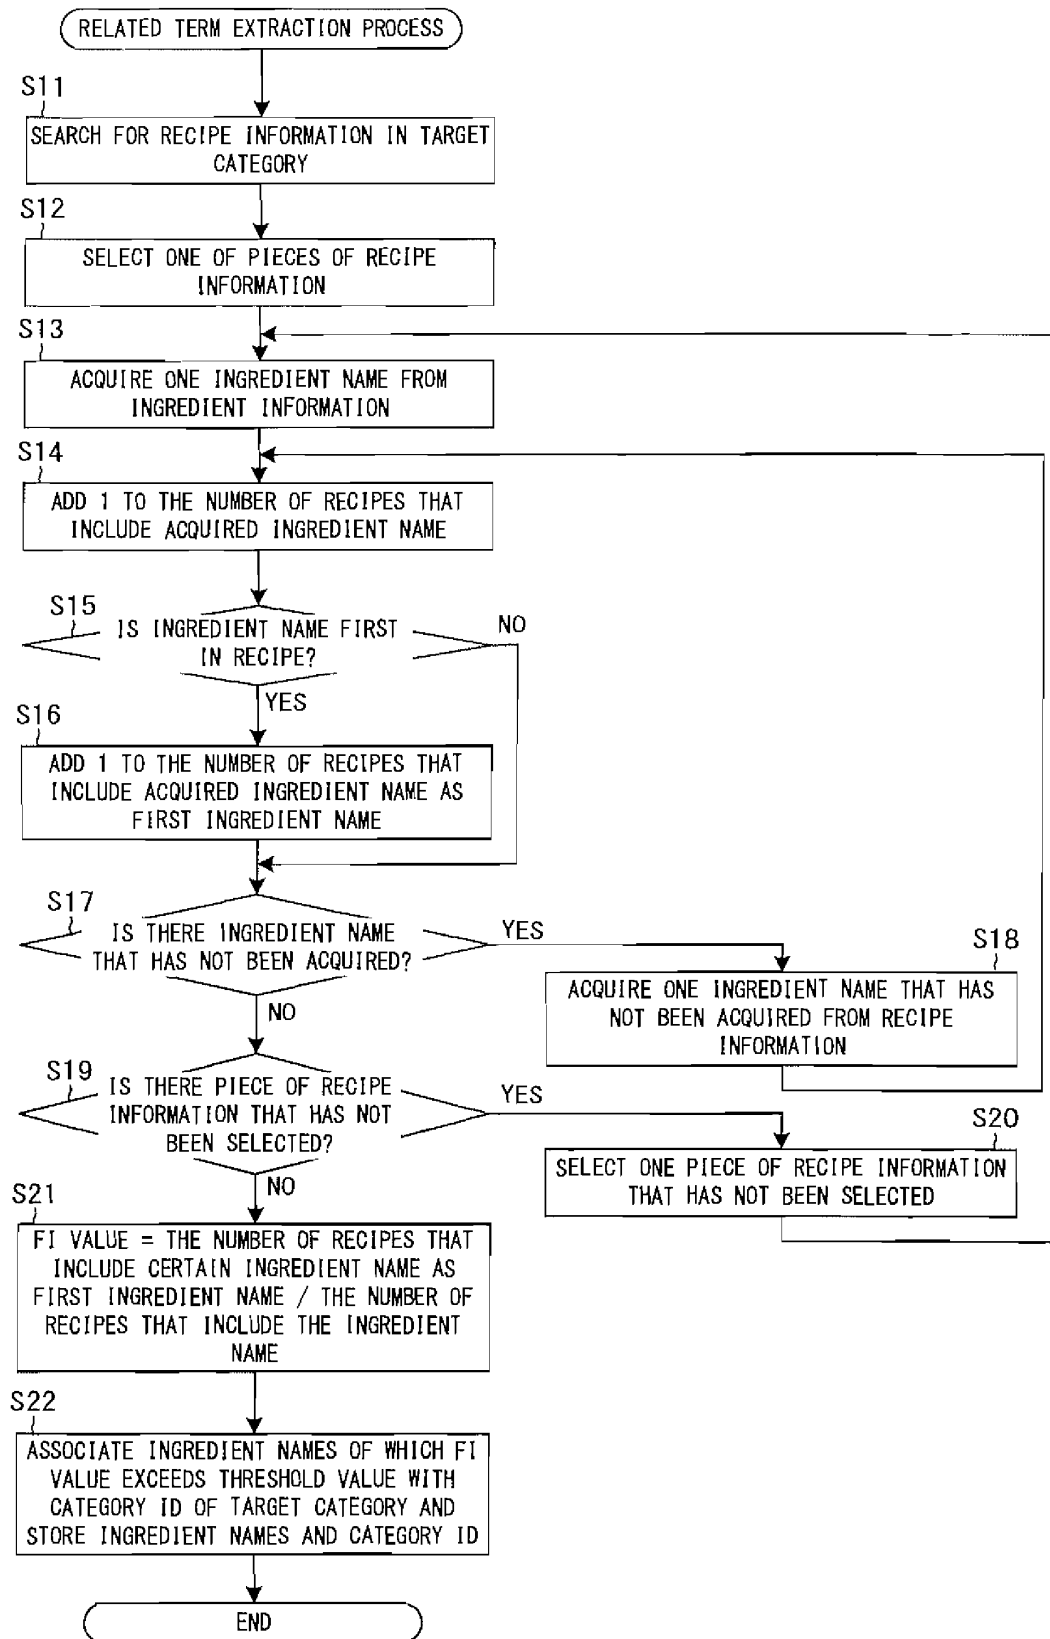 RELATED TERM EXTRACTION PROCESS
S11
SEARCH FOR RECIPE INFORMATION IN TARGET
CATEGORY
S12
SELECT ONE OF PIECES OF RECIPE
INFORMATION
S13
ACQUIRE ONE INGREDIENT NAME FROM
INGREDIENT INFORMATION
S14
ADD 1 TO THE NUMBER OF RECIPES THAT
INCLUDE ACQUIRED INGREDIENT NAME
S15
IS INGREDIENT NAME FIRST
IN RECIPE?
NO
YES
S16
ADD 1 TO THE NUMBER OF RECIPES THAT
INCLUDE ACQUIRED INGREDIENT NAME AS
FIRST INGREDIENT NAME
S17
IS THERE INGREDIENT NAME
THAT HAS NOT BEEN ACQUIRED?
YES
NO
S18
ACQUIRE ONE INGREDIENT NAME THAT HAS
NOT BEEN ACQUIRED FROM RECIPE
INFORMATION
S19
IS THERE PIECE OF RECIPE
INFORMATION THAT HAS NOT
BEEN SELECTED?
YES
NO
S20
SELECT ONE PIECE OF RECIPE INFORMATION
THAT HAS NOT BEEN SELECTED
S21
FI VALUE = THE NUMBER OF RECIPES THAT
INCLUDE CERTAIN INGREDIENT NAME AS
FIRST INGREDIENT NAME / THE NUMBER OF
RECIPES THAT INCLUDE THE INGREDIENT
NAME
S22
ASSOCIATE INGREDIENT NAMES OF WHICH FI
VALUE EXCEEDS THRESHOLD VALUE WITH
CATEGORY ID OF TARGET CATEGORY AND
STORE INGREDIENT NAMES AND CATEGORY ID
END